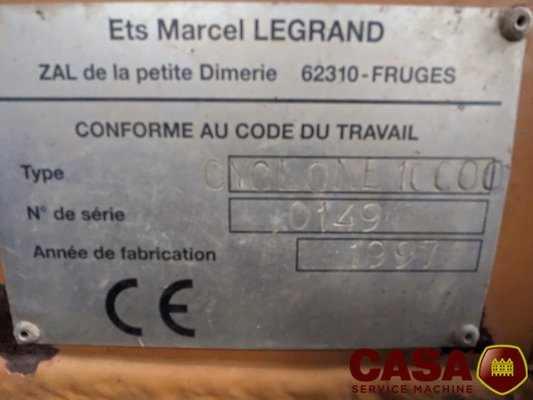 Ets Marcel LEGRAND
ZAL de la petite Dimerie 62310-FRUGES
CONFORME AU CODE DU TRAVAIL
Type CYCLONE 10000
N° de série 0149
Année de fabrication 1997
CE
CASA
SERVICE MACHINE